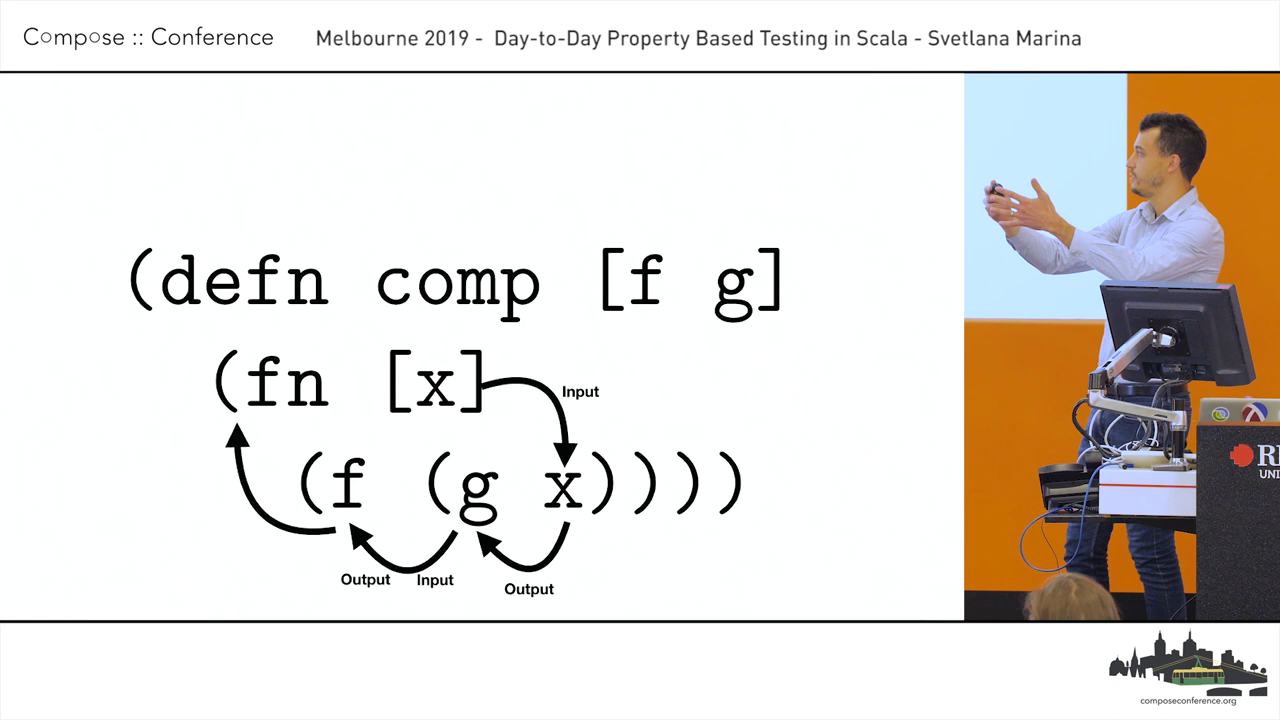 Compose :: Conference
Melbourne 2019 - Day-to-Day Property Based Testing in Scala - Svetlana Marina
(defn comp [f g]
(fn [x]
Input
(f (g x))))
Output
Input
Output
composeconference.org